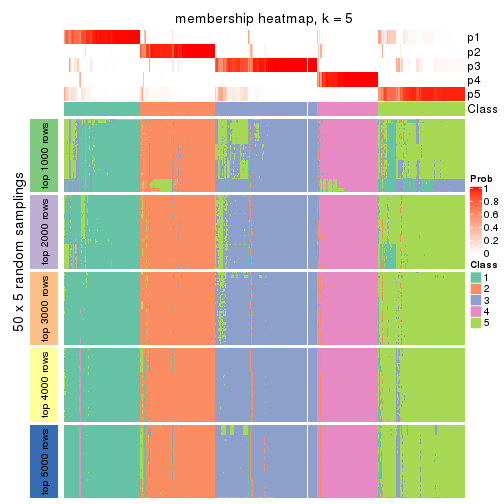 membership heatmap, k = 5
p1
p2
p3
p4
p5
Class
50 x 5 random samplings
top 1000 rows
top 2000 rows
top 3000 rows
top 4000 rows
top 5000 rows
Prob
1
0.8
0.6
0.4
0.2
0
Class
1
2
3
4
5